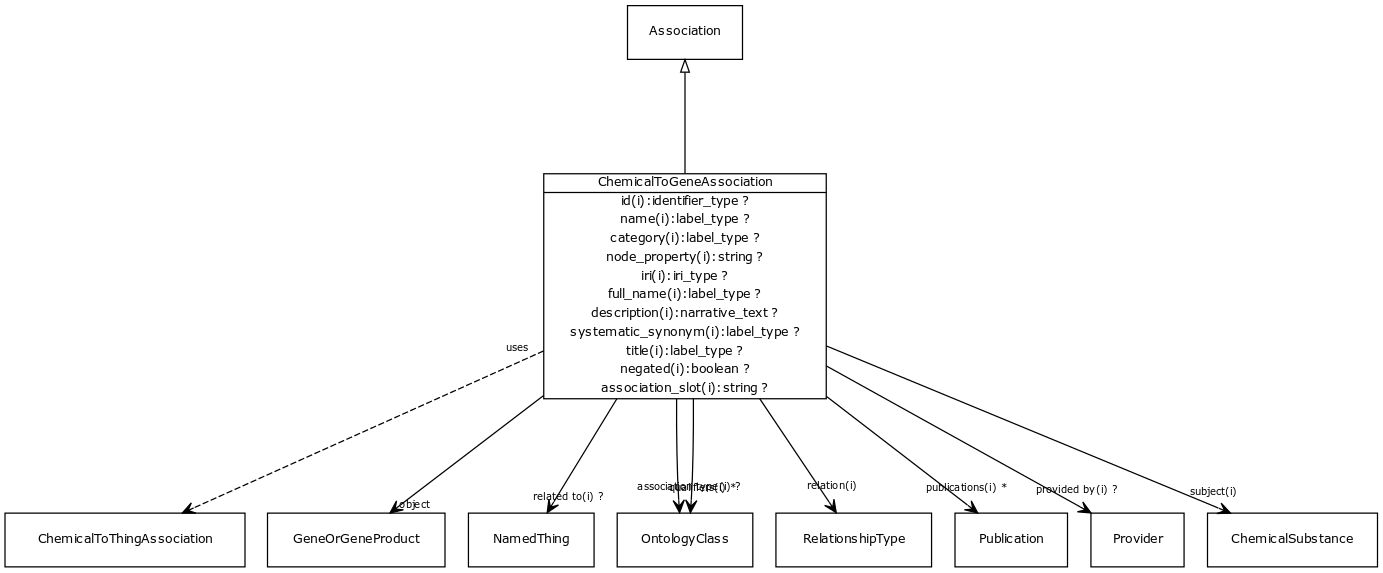 Association
ChemicalToGeneAssociation
id(i):identifier_type ?
name(i):label_type ?
category(i):label_type ?
node_property(i):string ?
iri(i):iri_type ?
full_name(i):label_type ?
description(i):narrative_text ?
systematic_synonym(i):label_type ?
title(i):label_type ?
negated(i):boolean ?
association_slot(i):string ?
uses
object
related to(i) ?
association type(i) ?
qualifiers(i) *
relation(i)
publications(i) *
provided by(i) ?
subject(i)
ChemicalToThingAssociation
GeneOrGeneProduct
NamedThing
OntologyClass
RelationshipType
Publication
Provider
ChemicalSubstance